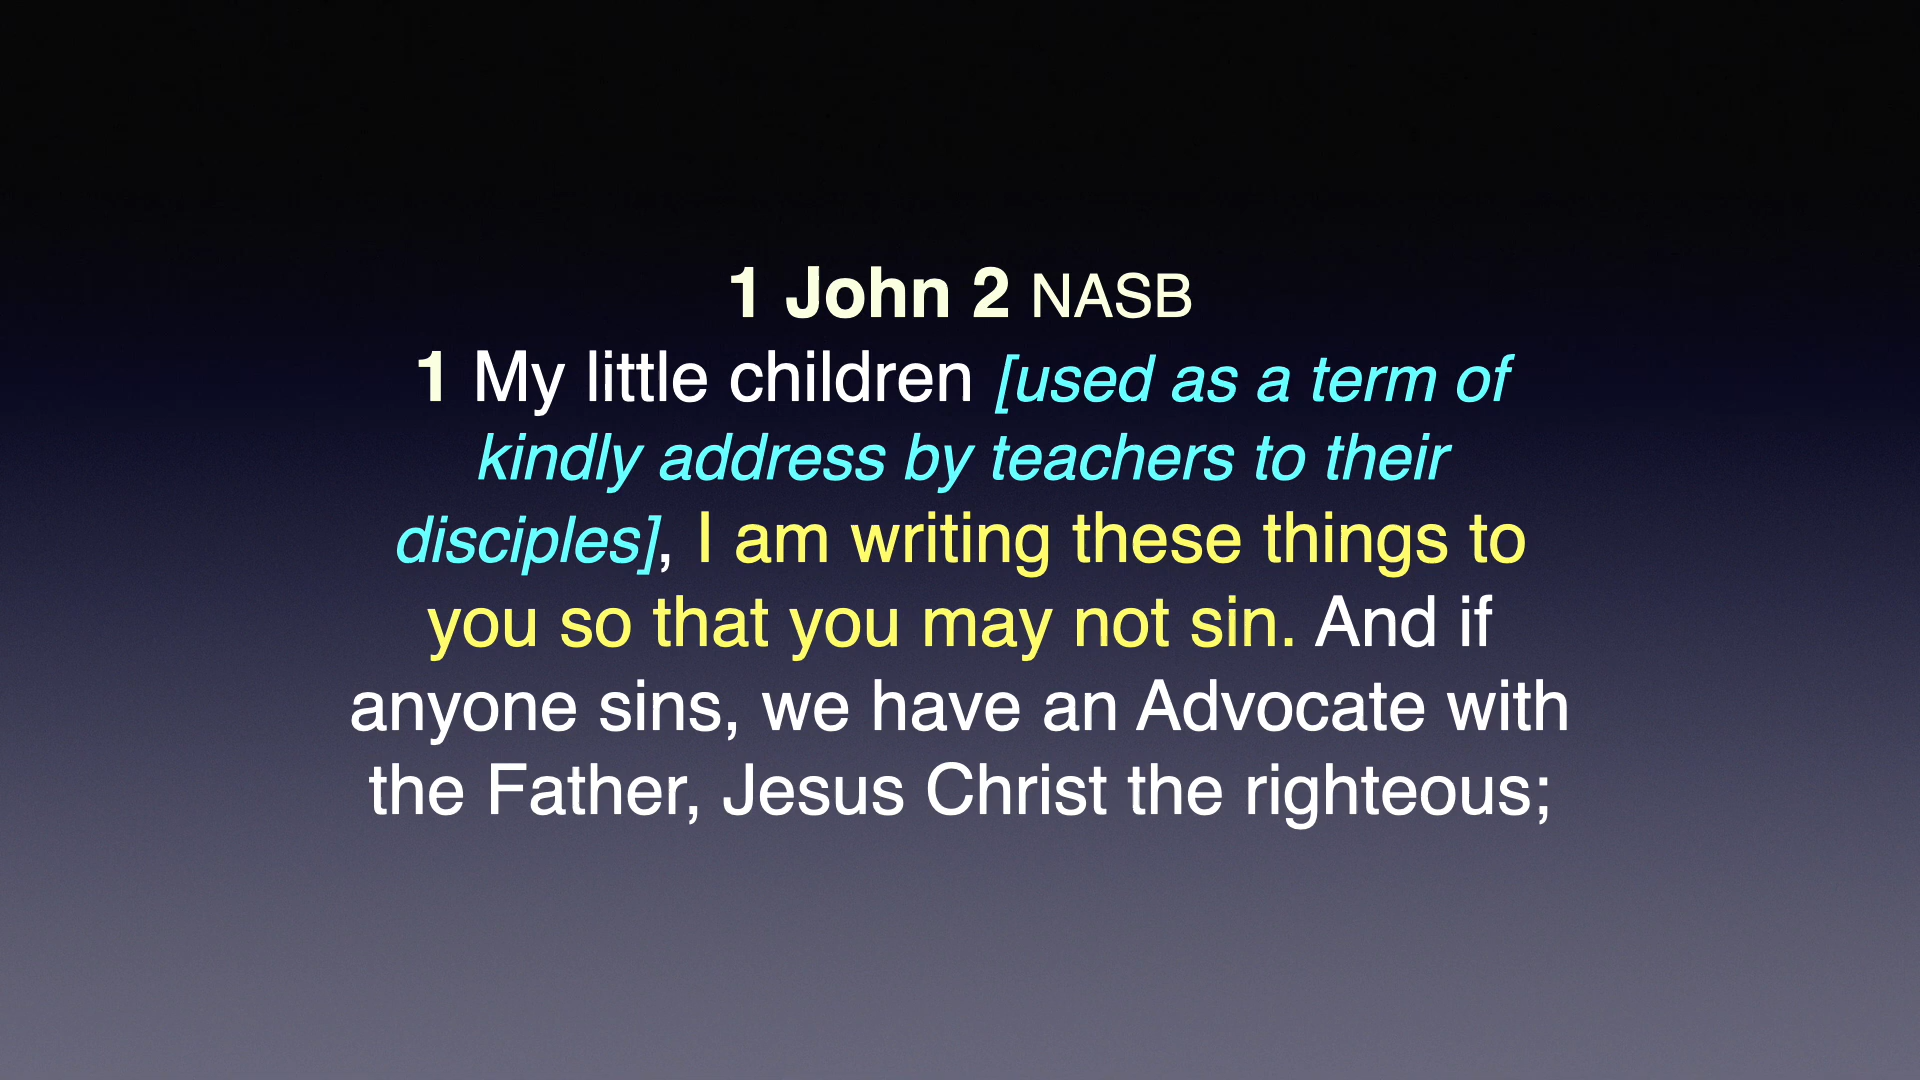 1 John 2 NASB
1 My little children [used as a term of
kindly address by teachers to their
disciples], I am writing these things to
you so that you may not sin. And if
anyone sins, we have an Advocate with
the Father, Jesus Christ the righteous;